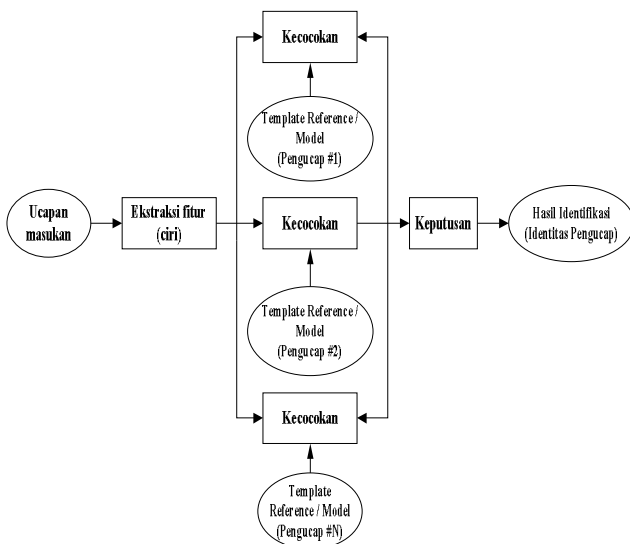 Kecocokan
Template Reference /
Model
(Pengucap #1)
Ucapan
masukan
Ekstraksi fitur
(ciri)
Kecocokan
Keputusan
Hasil Identifikasi
(Identitas Pengucap)
Template Reference /
Model
(Pengucap #2)
Kecocokan
Template
Reference / Model
(Pengucap #N)